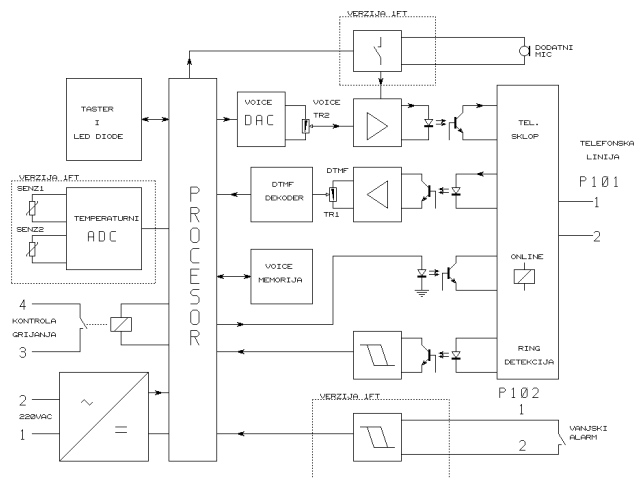 VERZIJA 1FT
DODATNI
MIC
TASTER
I
LED DIODE
VOICE
DAC
VOICE
TR2
TEL.
SKLOP
TELEFONSKA
LINIJA
P101
1
2
VERZIJA 1FT
SENZ1
SENZ2
TEMPERATURNI
ADC
PROCESOR
DTMF
DEKODER
DTMF
TR1
VOICE
MEMORIJA
ONLINE
4
KONTROLA
GRIJANJA
3
RING
DETEKCIJA
P102
1
2
VANJSKI
ALARM
2
220VAC
1
VERZIJA 1FT